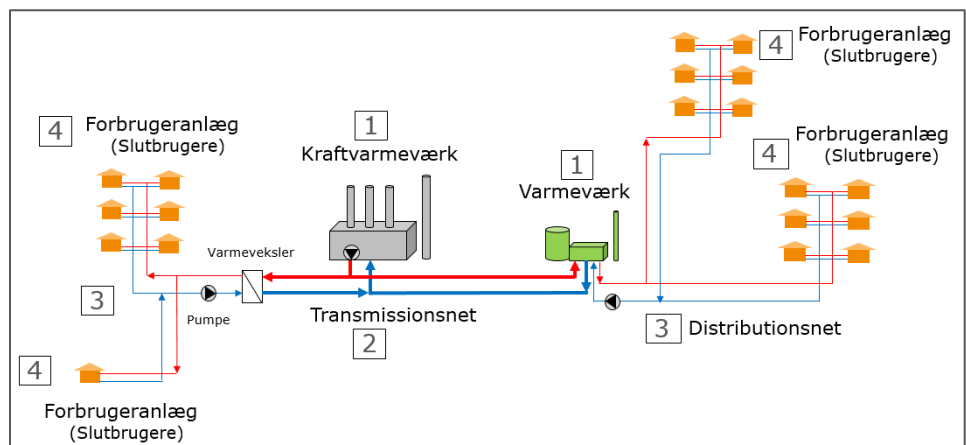 4
Forbrugeranlæg
(Slutbrugere)
1
Kraftvarmeværk
1
Varmeværk
4
Forbrugeranlæg
(Slutbrugere)
4
Forbrugeranlæg
(Slutbrugere)
Varmeveksler
3
Pumpe
Transmissionsnet
2
3
Distributionsnet
4
Forbrugeranlæg
(Slutbrugere)